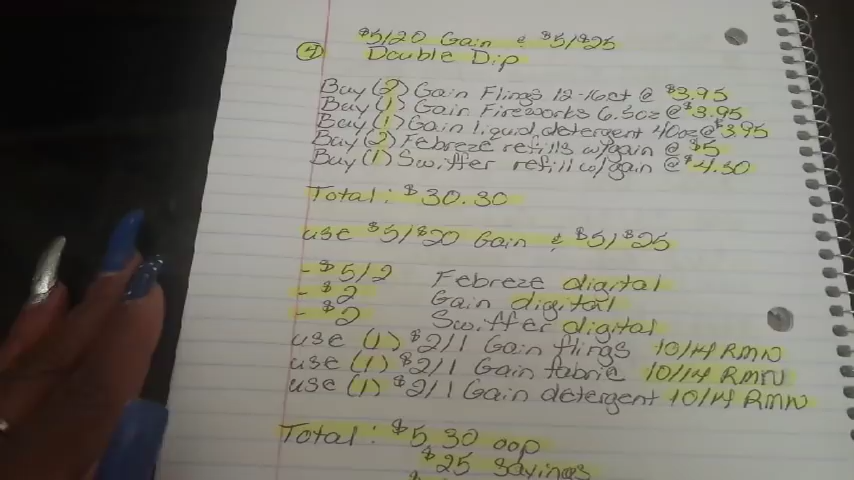 $5/20 Gain & $5/$25
④ Double Dip
Buy (2) Gain Flings 12-16ct @ $3.95
Buy (1) Gain Fireworks 6.5oz @ $3.95
Buy (1) Gain liquid detergent 40oz @ $3.95
Buy (2) Febreze refills w/gain @ $5
Buy (1) Swiffer refill w/gain @ $4.50
Total: $30.30
use $5/$20 Gain & $5/$25
- $5/2 Febreze digital
- $2 Gain digital
- $2 Swiffer digital
use (1) $2/1 Gain flings 10/14 RMN
use (1) $2/1 Gain fabric 10/14 RMN
use (1) $2/1 Gain detergent 10/14 RMN
Total: $5.30 oop
$25 savings